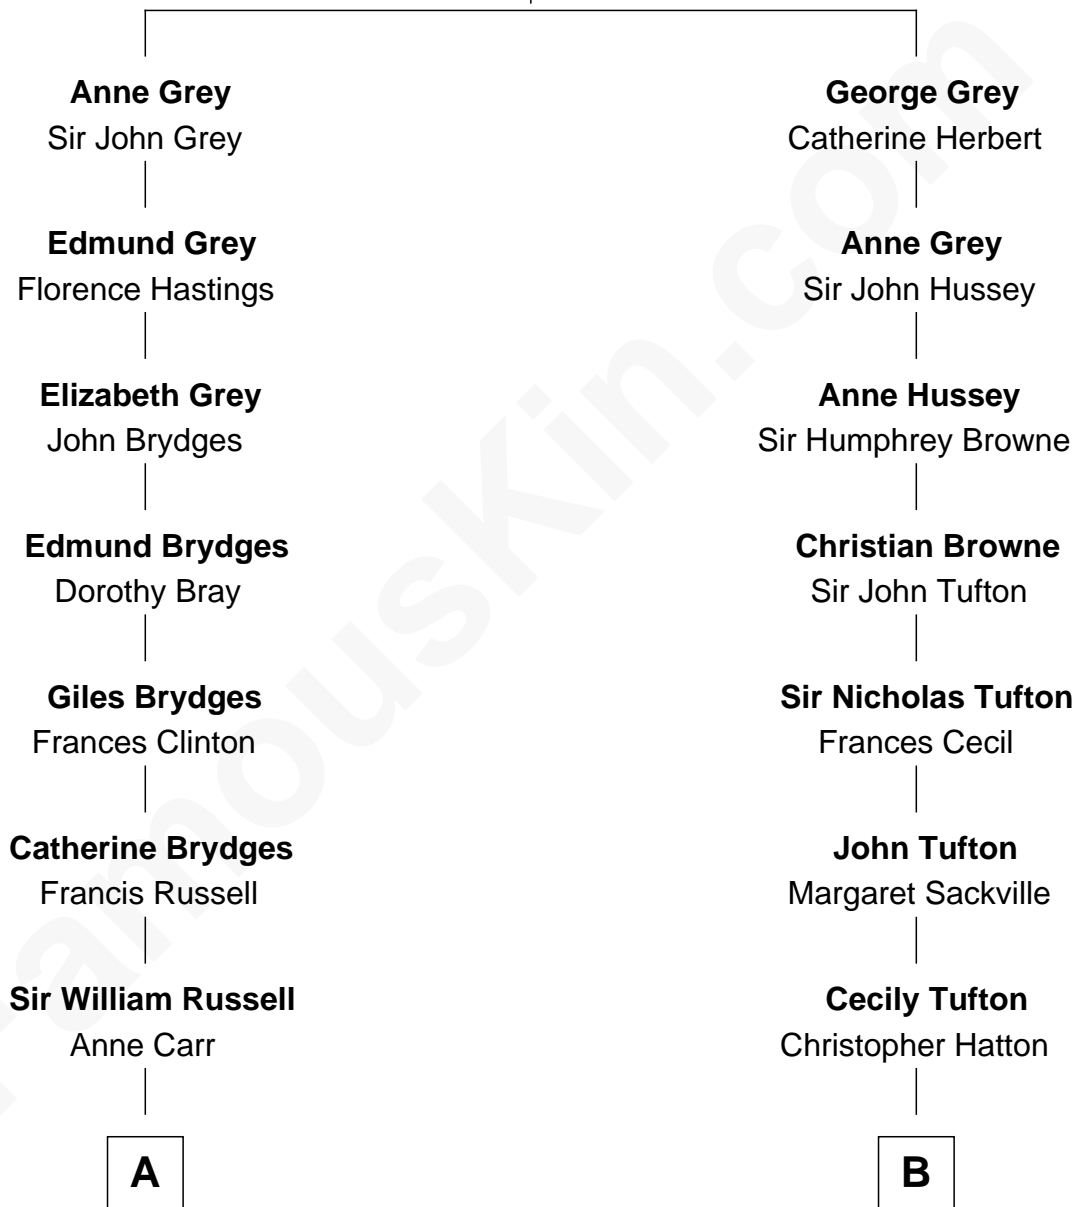 Anne Grey
Sir John Grey
Edmund Grey
Florence Hastings
Elizabeth Grey
John Brydges
Edmund Brydges
Dorothy Bray
Giles Brydges
Frances Clinton
Catherine Brydges
Francis Russell
Sir William Russell
Anne Carr
A
George Grey
Catherine Herbert
Anne Grey
Sir John Hussey
Anne Hussey
Sir Humphrey Browne
Christian Browne
Sir John Tufton
Sir Nicholas Tufton
Frances Cecil
John Tufton
Margaret Sackville
Cecily Tufton
Christopher Hatton
B
FamousKin.com